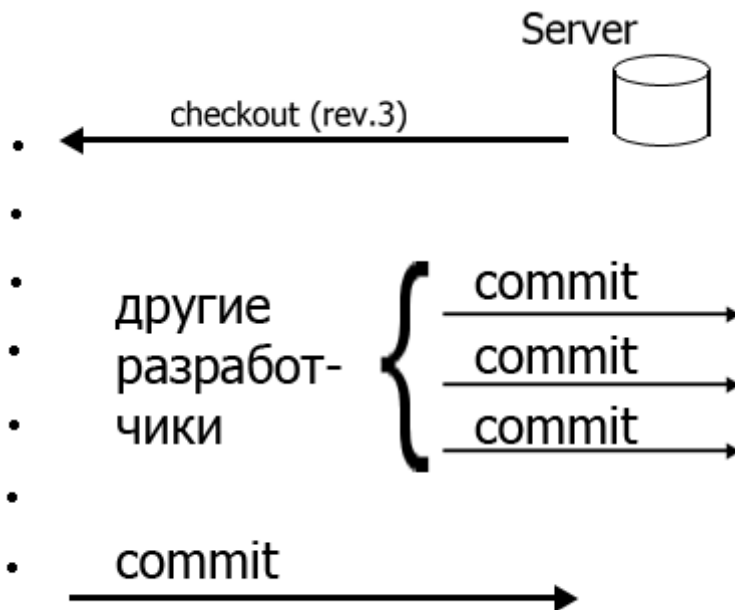 Server
checkout (rev.3)
commit
commit
commit
другие
разработ-
чики
commit